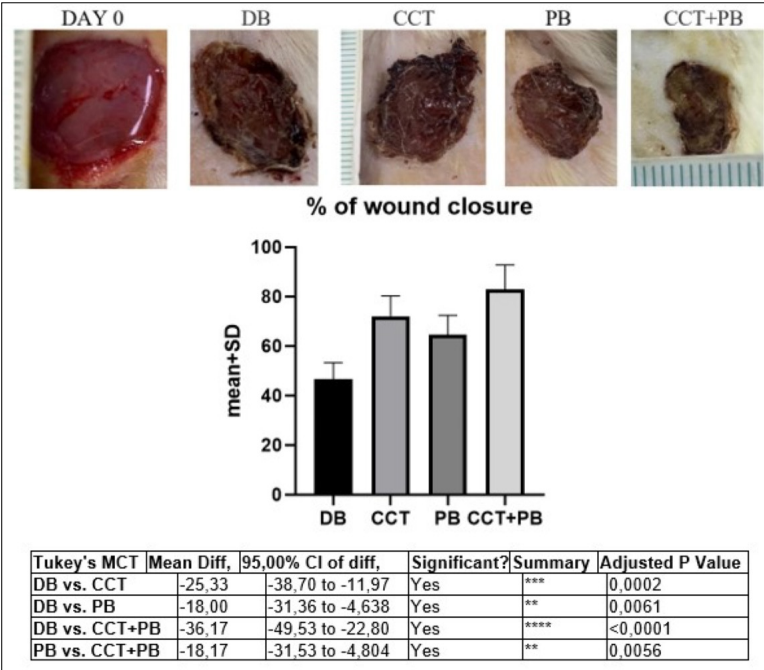 DAY 0 DB CCT PB CCT+PB
% of wound closure
mean+SD
100
80
60
40
20
0
DB CCT PB CCT+PB
Tukey's MCT Mean Diff, 95,00% CI of diff, Significant? Summary Adjusted P Value
DB vs. CCT -25,33 -38,70 to -11,97 Yes *** 0,0002
DB vs. PB -18,00 -31,36 to -4,638 Yes ** 0,0061
DB vs. CCT+PB -36,17 -49,53 to -22,80 Yes **** <0,0001
PB vs. CCT+PB -18,17 -31,53 to -4,804 Yes ** 0,0056